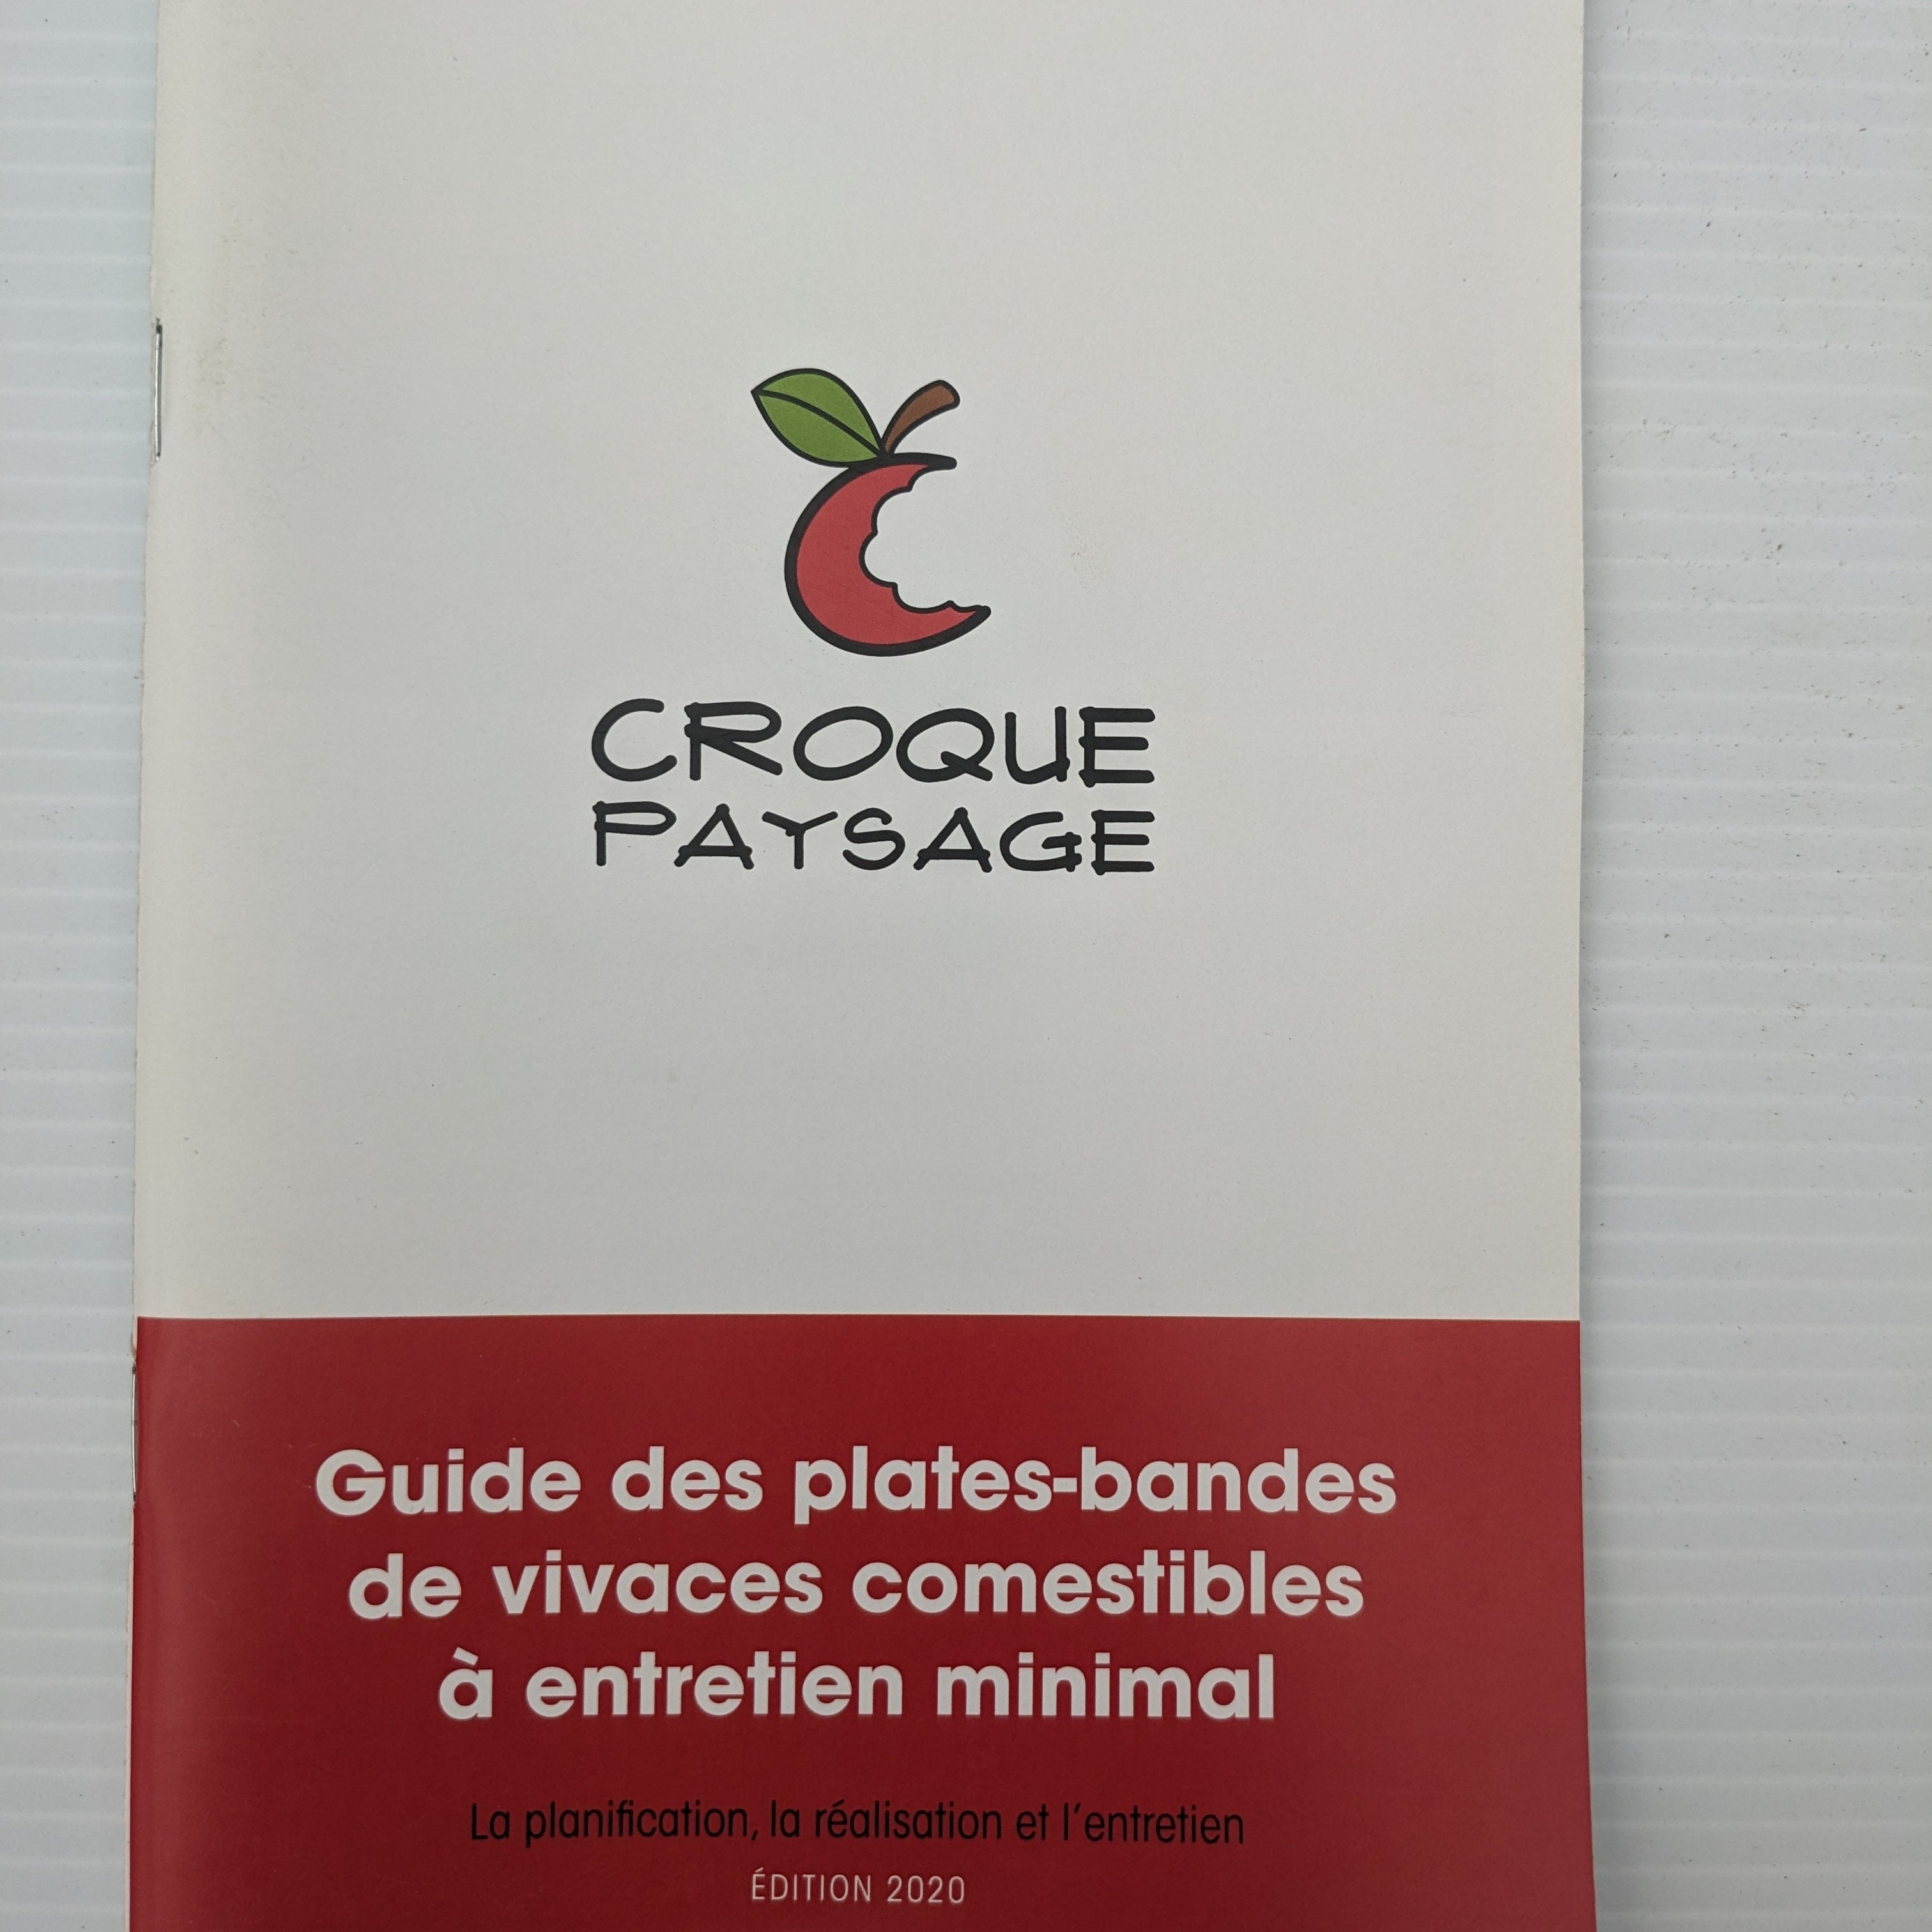 CROQUE
PAYSAGE
Guide des plates-bandes
de vivaces comestibles
à entretien minimal
La planification, la réalisation et l'entretien
ÉDITION 2020